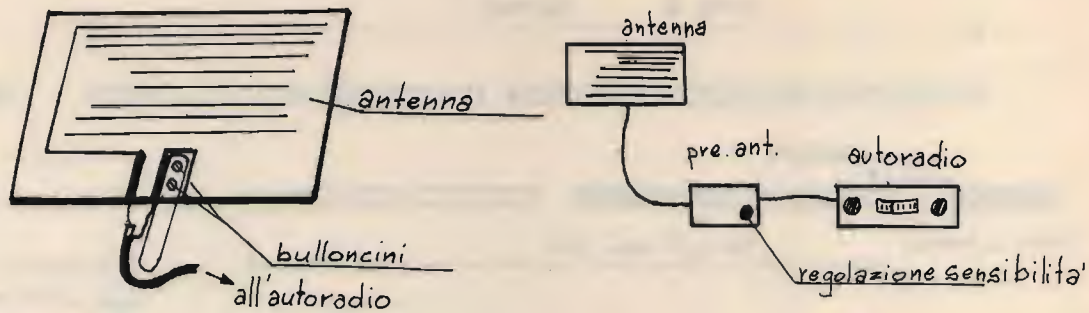 antenna
bulloncini
all'autoradio
antenna
pre. ant.
autoradio
regolazione sensibilita'